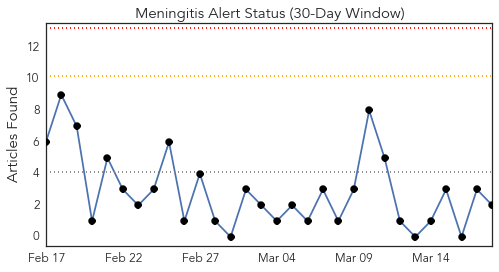 Meningitis Alert Status (30-Day Window)
Articles Found
12
10
8
6
4
2
0
Feb 17 Feb 22 Feb 27 Mar 04 Mar 09 Mar 14